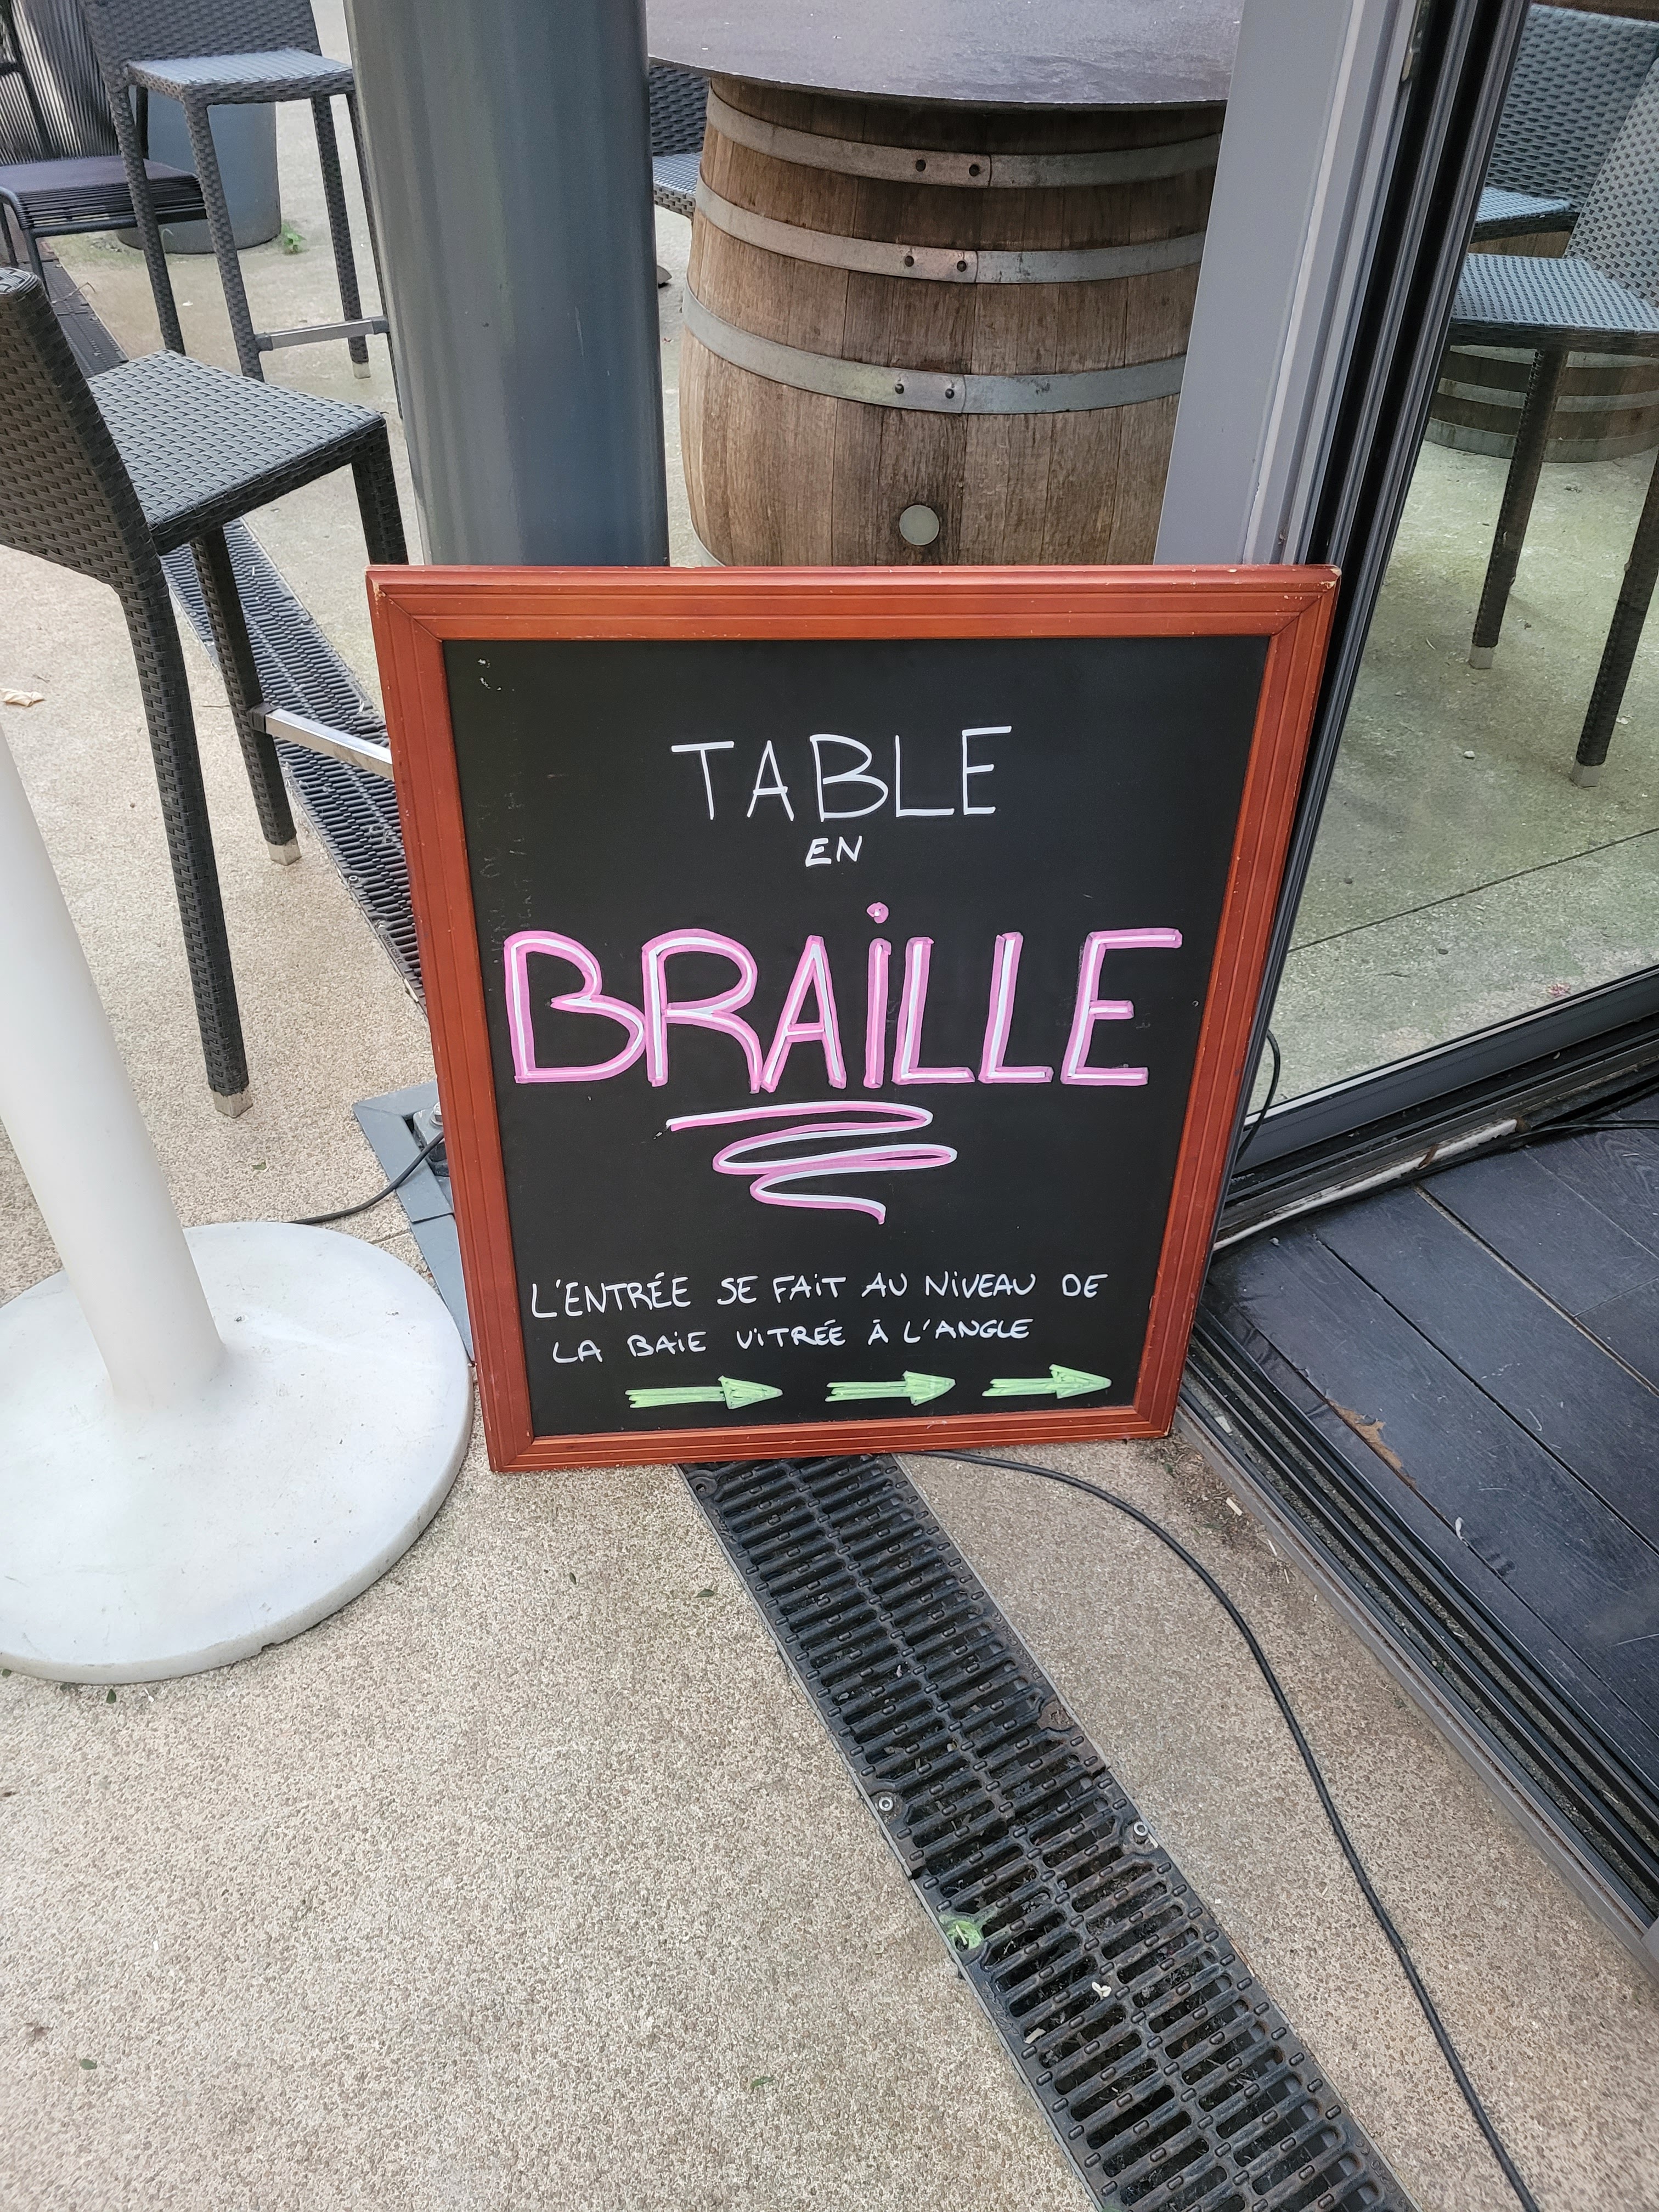 TABLE
EN
BRAiLLE
L'ENTRÉE SE FAiT AU NiVEAU DE
LA BAiE ViTRÉE À L'ANGLE